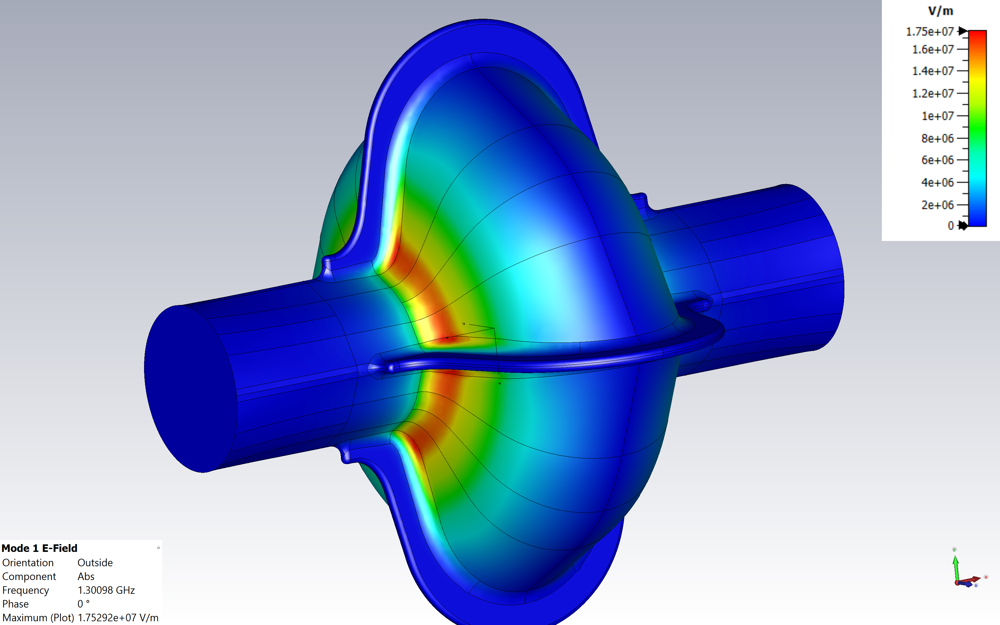 V/m
1.75e+07
1.6e+07
1.4e+07
1.2e+07
1e+07
8e+06
6e+06
4e+06
2e+06
0
u
w
v
Mode 1 E-Field
Orientation Outside
Component Abs
Frequency 1.30098 GHz
Phase 0 °
Maximum (Plot) 1.75292e+07 V/m
y
x
z